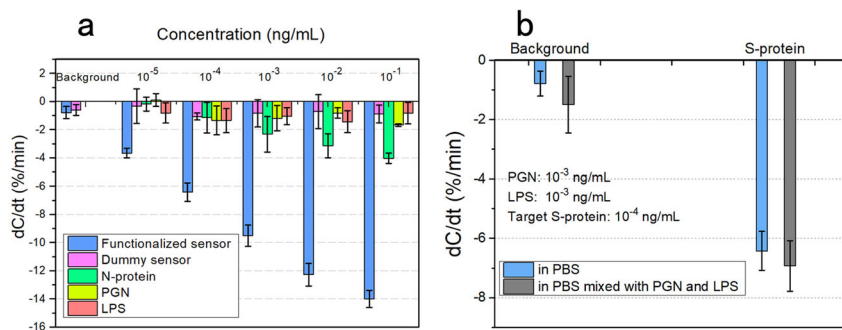 a
Concentration (ng/mL)
Background 10⁻⁵ 10⁻⁴ 10⁻³ 10⁻² 10⁻¹
dC/dt (%/min)
2
0
-2
-4
-6
-8
-10
-12
-14
-16
Functionalized sensor
Dummy sensor
N-protein
PGN
LPS
b
Background S-protein
dC/dt (%/min)
0
-2
-4
-6
-8
PGN: 10⁻³ ng/mL
LPS: 10⁻³ ng/mL
Target S-protein: 10⁻⁴ ng/mL
in PBS
in PBS mixed with PGN and LPS